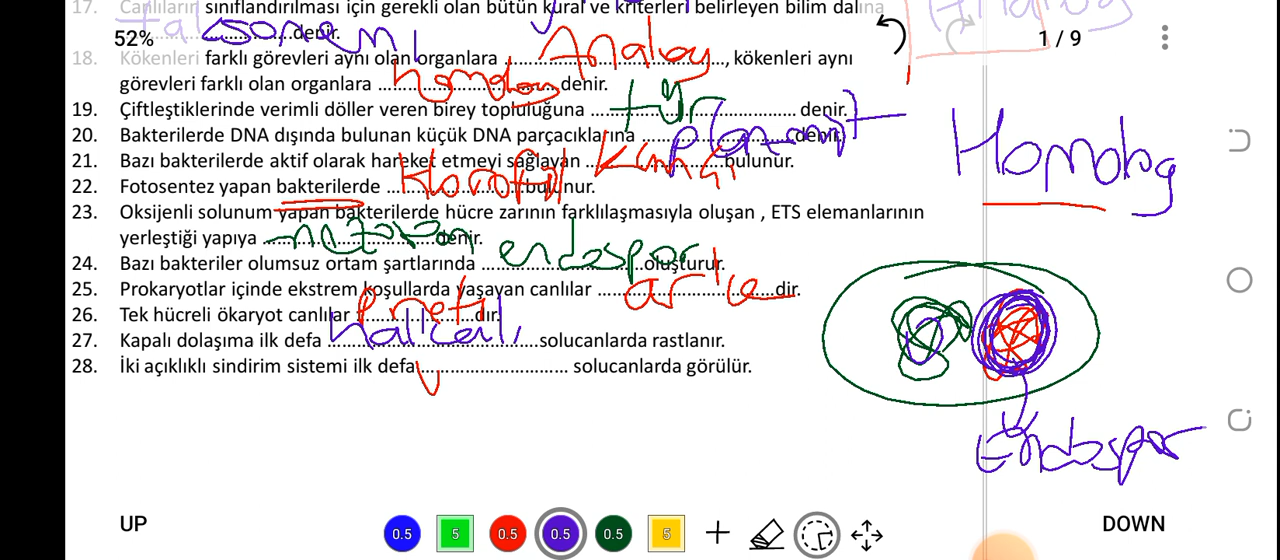 17. Canlıların sınıflandırılması için gerekli olan bütün kural ve kriterleri belirleyen bilim dalına
................denir.
52%
1 / 9
18. Kökenleri farklı görevleri aynı olan organlara Analog, kökenleri aynı
görevleri farklı olan organlara homolog denir.
19. Çiftleştiklerinde verimli döller veren birey topluluğuna tür denir.
20. Bakterilerde DNA dışında bulunan küçük DNA parçacıklarına denir.
21. Bazı bakterilerde aktif olarak hareket etmeyi sağlayan Kamçı bulunur.
22. Fotosentez yapan bakterilerde Klorofil bulunur.
23. Oksijenli solunum yapan bakterilerde hücre zarının farklılaşmasıyla oluşan , ETS elemanlarının
yerleştiği yapıya denir.
24. Bazı bakteriler olumsuz ortam şartlarında endospor oluşturur.
25. Prokaryotlar içinde ekstrem koşullarda yaşayan canlılar arke dir.
26. Tek hücreli ökaryot canlılar dır.
27. Kapalı dolaşıma ilk defa halkalı solucanlarda rastlanır.
28. İki açıklıklı sindirim sistemi ilk defa............................ solucanlarda görülür.
Homolog
Endospor
UP
DOWN
0.5 5 0.5 0.5 0.5 5